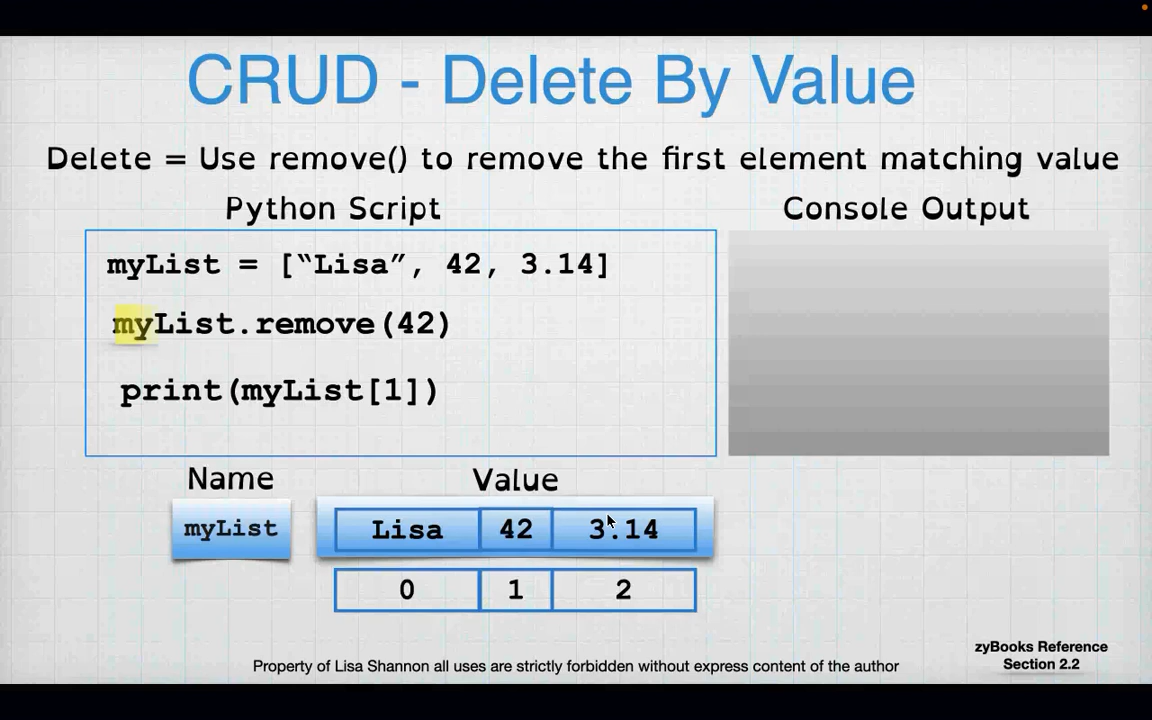 CRUD - Delete By Value
Delete = Use remove() to remove the first element matching value
Python Script
Console Output
myList = [“Lisa”, 42, 3.14]
myList.remove(42)
print(myList[1])
Name
Value
myList
Lisa 42 3.14
0 1 2
zyBooks Reference
Section 2.2
Property of Lisa Shannon all uses are strictly forbidden without express content of the author